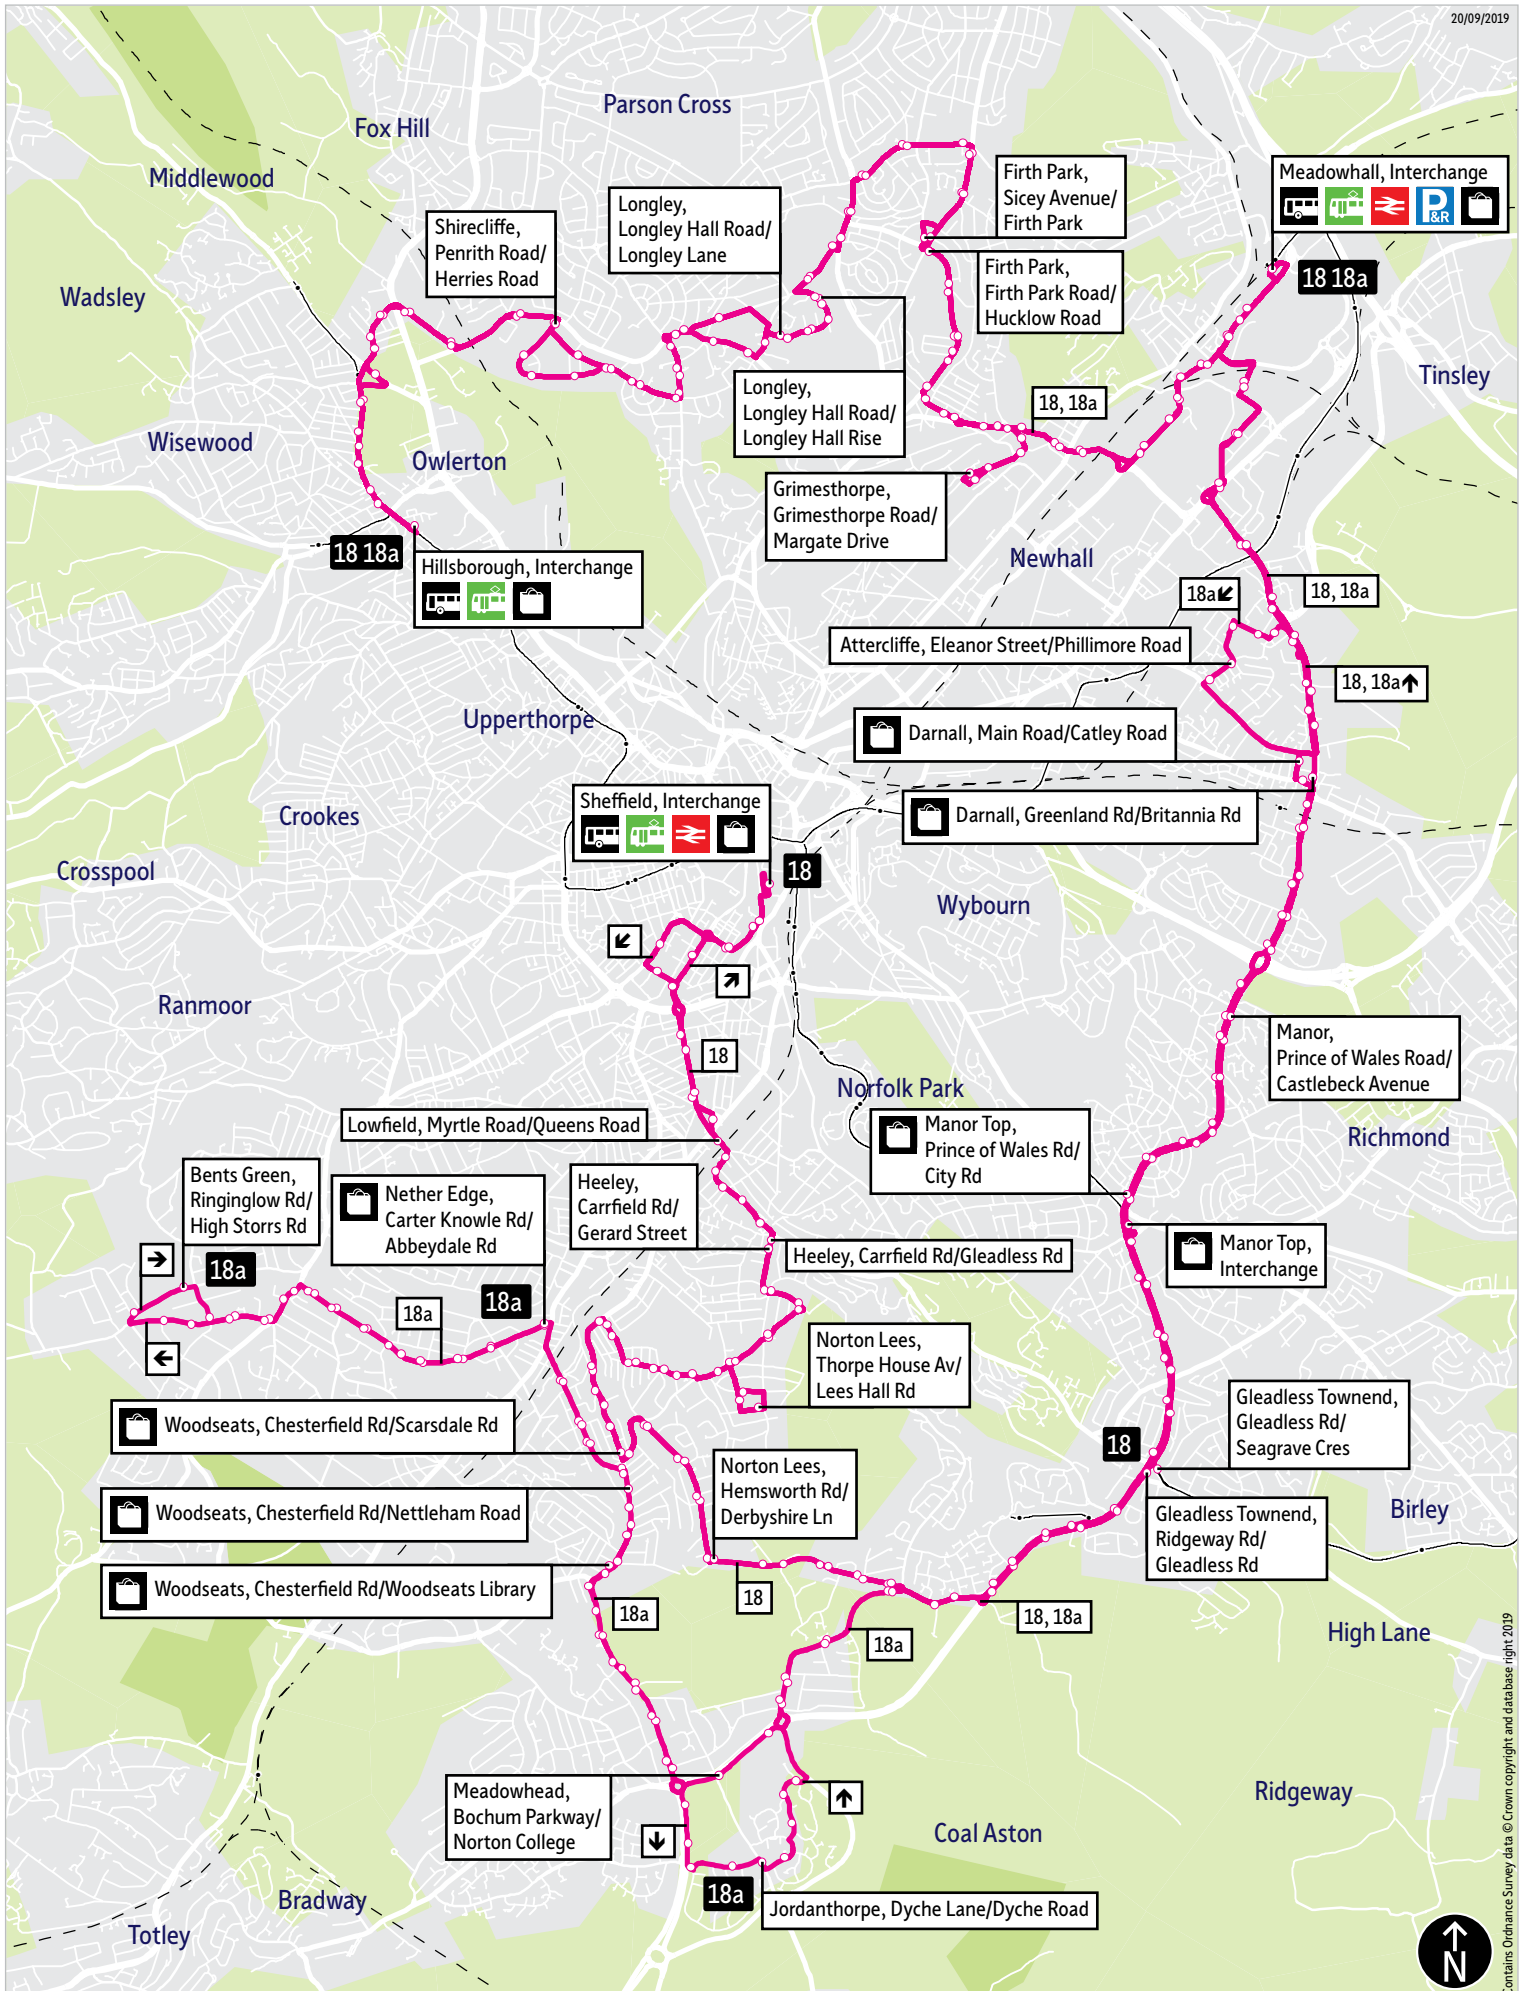 20/09/2019
Parson Cross
Fox Hill
Middlewood
Firth Park,
Sicey Avenue/
Firth Park
Meadowhall, Interchange
P&R
18 18a
Longley,
Longley Hall Road/
Longley Lane
Shirecliffe,
Penrith Road/
Herries Road
Wadsley
Firth Park,
Firth Park Road/
Hucklow Road
Tinsley
Longley,
Longley Hall Road/
Longley Hall Rise
18, 18a
Wisewood
Owlerton
Grimesthorpe,
Grimesthorpe Road/
Margate Drive
18 18a
Hillsborough, Interchange
Newhall
18a
18, 18a
Attercliffe, Eleanor Street/Phillimore Road
18, 18a
Upperthorpe
Darnall, Main Road/Catley Road
Sheffield, Interchange
Darnall, Greenland Rd/Britannia Rd
Crookes
Crosspool
18
Wybourn
Ranmoor
Manor,
Prince of Wales Road/
Castlebeck Avenue
18
Norfolk Park
Lowfield, Myrtle Road/Queens Road
Manor Top,
Prince of Wales Rd/
City Rd
Richmond
Bents Green,
Ringinglow Rd/
High Storrs Rd
Nether Edge,
Carter Knowle Rd/
Abbeydale Rd
Heeley,
Carrfield Rd/
Gerard Street
Heeley, Carrfield Rd/Gleadless Rd
Manor Top,
Interchange
18a
18a
18a
Norton Lees,
Thorpe House Av/
Lees Hall Rd
Woodseats, Chesterfield Rd/Scarsdale Rd
Gleadless Townend,
Gleadless Rd/
Seagrave Cres
18
Norton Lees,
Hemsworth Rd/
Derbyshire Ln
Woodseats, Chesterfield Rd/Nettleham Road
Gleadless Townend,
Ridgeway Rd/
Gleadless Rd
Birley
Woodseats, Chesterfield Rd/Woodseats Library
18
18a
18, 18a
18a
High Lane
Meadowhead,
Bochum Parkway/
Norton College
Ridgeway
Coal Aston
18a
Jordanthorpe, Dyche Lane/Dyche Road
Bradway
Totley
N
Contains Ordnance Survey data © Crown copyright and database right 2019